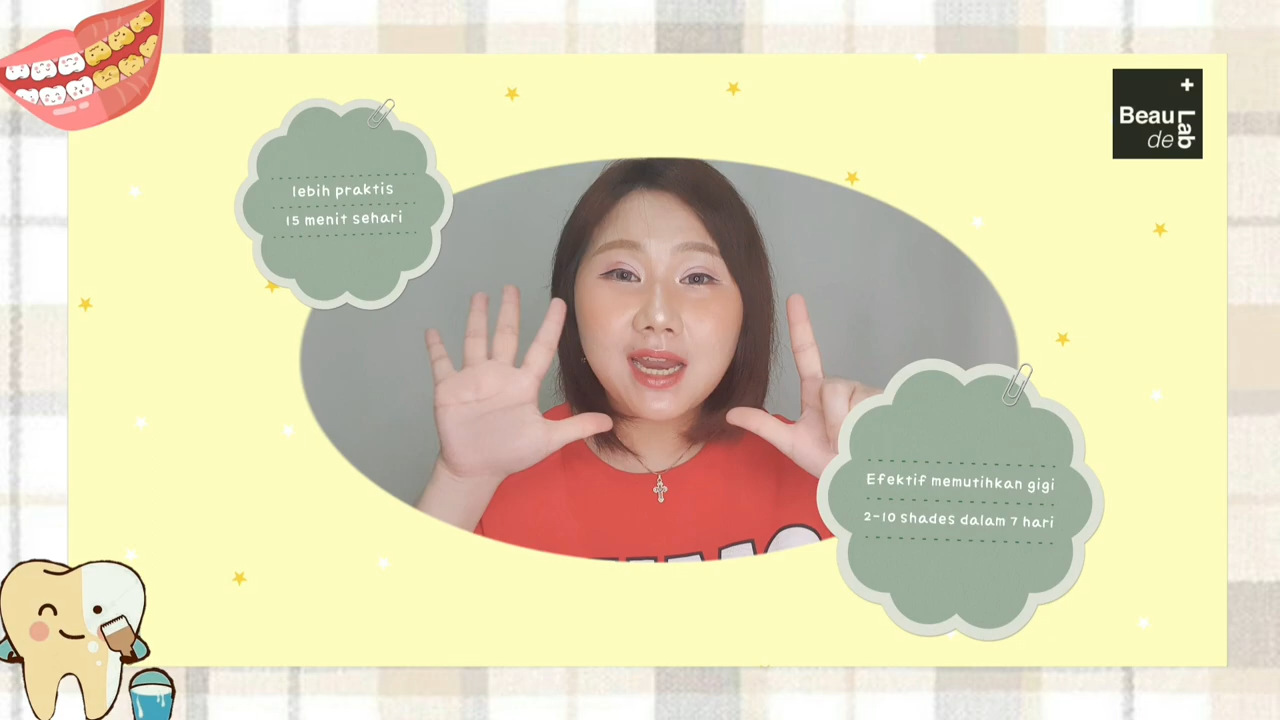 lebih praktis
15 menit sehari
Beau Lab
de
Efektif memutihkan gigi
2-10 shades dalam 7 hari